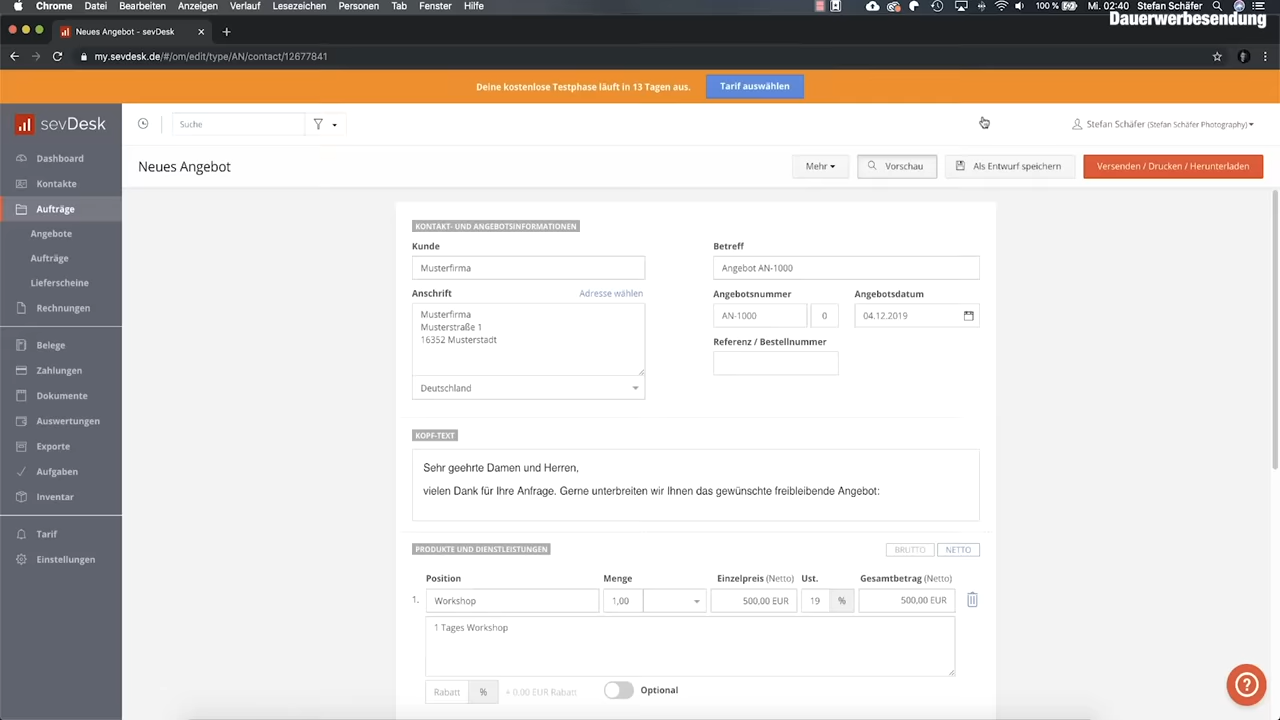 Chrome Datei Bearbeiten Anzeigen Verlauf Lesezeichen Personen Tab Fenster Hilfe
100 % Mi. 02:40 Stefan Schäfer
Dauerwerbesendung
Neues Angebot - sevDesk
my.sevdesk.de/#/om/edit/type/AN/contact/12677841
Deine kostenlose Testphase läuft in 13 Tagen aus. Tarif auswählen
sevDesk
Suche
Stefan Schäfer (Stefan Schäfer Photography)
Neues Angebot
Mehr
Vorschau
Als Entwurf speichern
Versenden / Drucken / Herunterladen
Dashboard
Kontakte
Aufträge
Angebote
Aufträge
Lieferscheine
Rechnungen
Belege
Zahlungen
Dokumente
Auswertungen
Exporte
Aufgaben
Inventar
Tarif
Einstellungen
KONTAKT- UND ANGEBOTSINFORMATIONEN
Kunde
Musterfirma
Anschrift Adresse wählen
Musterfirma
Musterstraße 1
16352 Musterstadt
Deutschland
Betreff
Angebot AN-1000
Angebotsnummer Angebotsdatum
AN-1000 0 04.12.2019
Referenz / Bestellnummer
KOPF-TEXT
Sehr geehrte Damen und Herren,
vielen Dank für Ihre Anfrage. Gerne unterbreiten wir Ihnen das gewünschte freibleibende Angebot:
PRODUKTE UND DIENSTLEISTUNGEN BRUTTO NETTO
Position Menge Einzelpreis (Netto) Ust. Gesamtbetrag (Netto)
1. Workshop 1,00 500,00 EUR 19 % 500,00 EUR
1 Tages Workshop
Rabatt % + 0,00 EUR Rabatt Optional